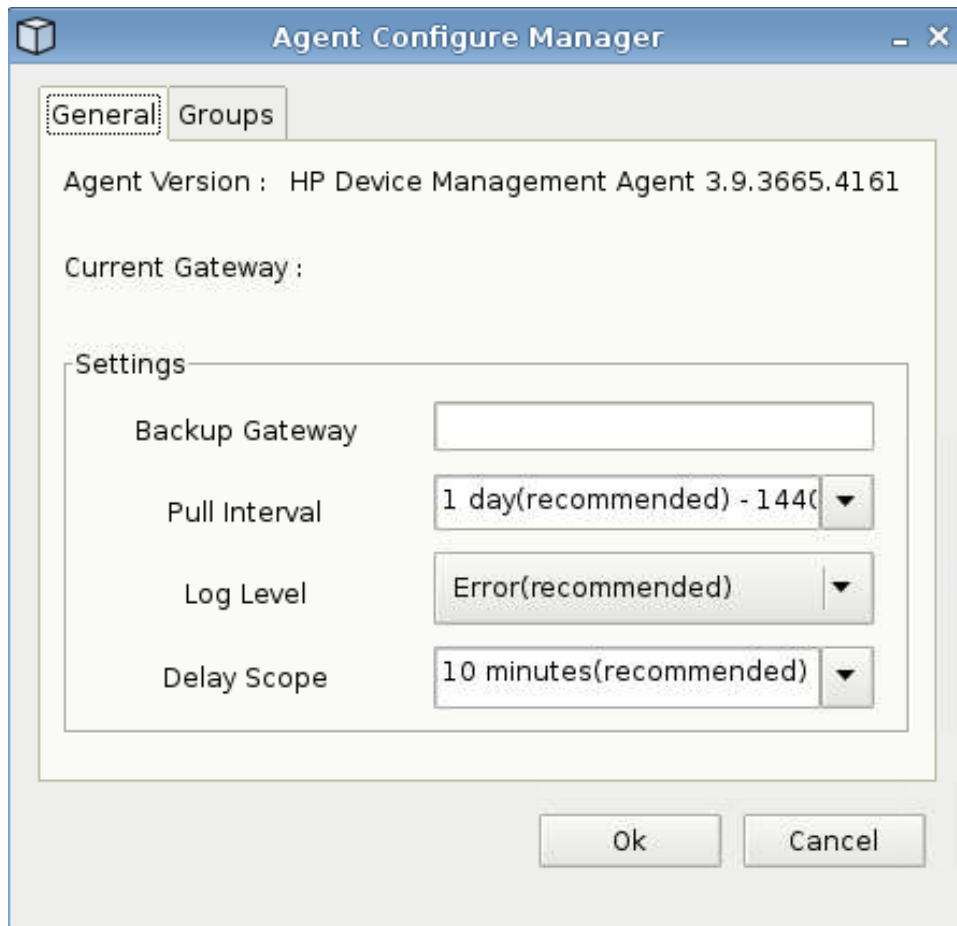 Agent Configure Manager
General Groups
Agent Version : HP Device Management Agent 3.9.3665.4161
Current Gateway :
Settings
Backup Gateway
Pull Interval 1 day(recommended) - 144
Log Level Error(recommended)
Delay Scope 10 minutes(recommended)
Ok Cancel